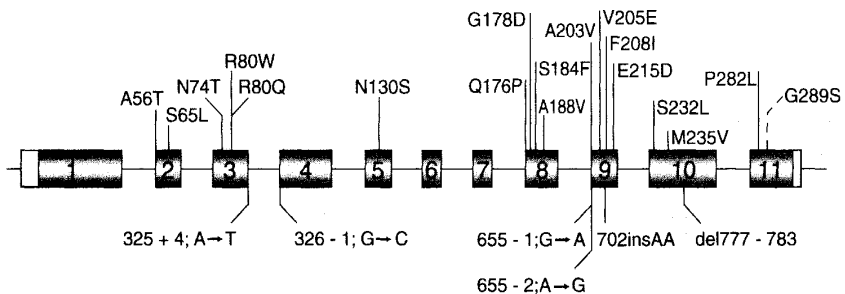 G178D
V205E
A203V
F208I
R80W
S184F
E215D
P282L
N74T
R80Q
N130S
Q176P
G289S
A56T
S65L
A188V
S232L
M235V
1
2
3
4
5
6
7
8
9
10
11
325 + 4; A→T
326 - 1; G→C
655 - 1;G→A
702insAA
del777 - 783
655 - 2;A→G